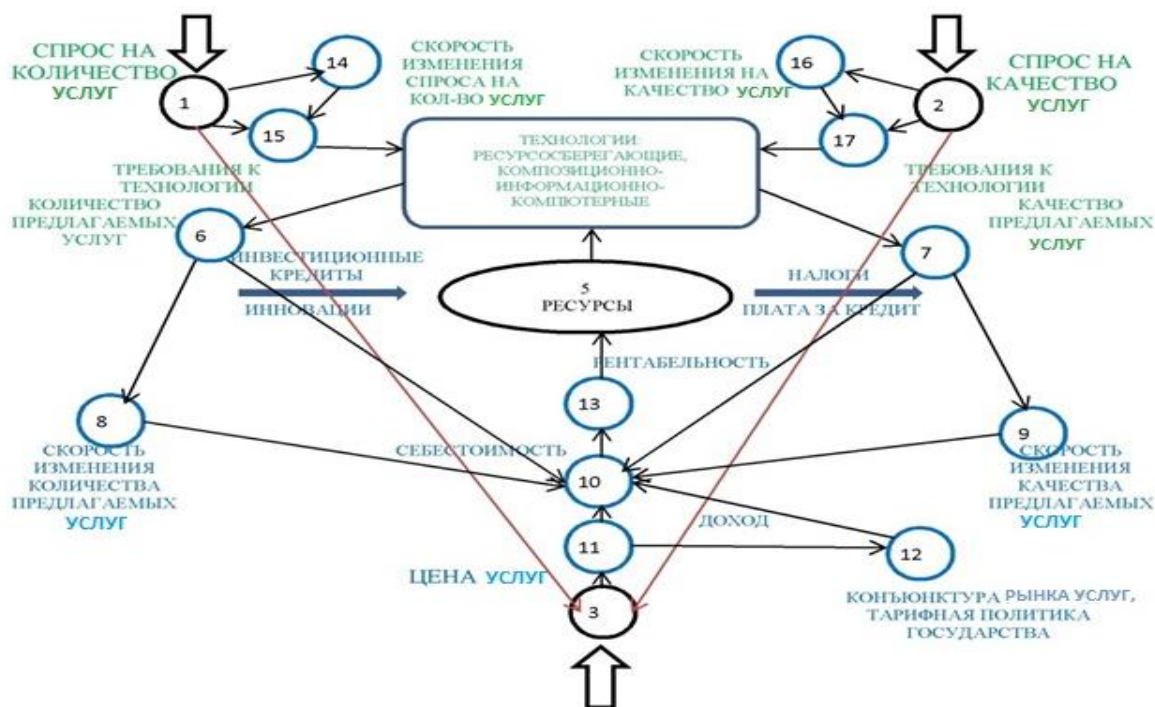 СПРОС НА
КОЛИЧЕСТВО
УСЛУГ
1
14
15
СКОРОСТЬ
ИЗМЕНЕНИЯ
СПРОСА НА
КОЛ-ВО УСЛУГ
СКОРОСТЬ
ИЗМЕНЕНИЯ НА
КАЧЕСТВО УСЛУГ
16
17
2
СПРОС НА
КАЧЕСТВО
УСЛУГ
ТЕХНОЛОГИИ:
РЕСУРСОСБЕРЕГАЮЩИЕ,
КОМПОЗИЦИОННО-
ИНФОРМАЦИОННО-
КОМПЮТЕРНЫЕ
ТРЕБОВАНИЯ К
ТЕХНОЛОГИИ
КОЛИЧЕСТВО
ПРЕДЛАГАЕМЫХ
УСЛУГ
6
ТРЕБОВАНИЯ К
ТЕХНОЛОГИИ
КАЧЕСТВО
ПРЕДЛАГАЕМЫХ
УСЛУГ
7
ИНВЕСТИЦИОННЫЕ
КРЕДИТЫ
ИННОВАЦИИ
5
РЕСУРСЫ
НАЛОГИ
ПЛАТА ЗА КРЕДИТ
РЕНТАБЕЛЬНОСТЬ
13
8
СКОРОСТЬ
ИЗМЕНЕНИЯ
КОЛИЧЕСТВА
ПРЕДЛАГАЕМЫХ
УСЛУГ
СЕБЕСТОИМОСТЬ
10
9
СКОРОСТЬ
ИЗМЕНЕНИЯ
КАЧЕСТВА
ПРЕДЛАГАЕМЫХ
УСЛУГ
ДОХОД
11
12
ЦЕНА УСЛУГ
3
КОНЪЮНКТУРА РЫНКА УСЛУГ,
ТАРИФНАЯ ПОЛИТИКА
ГОСУДАРСТВА